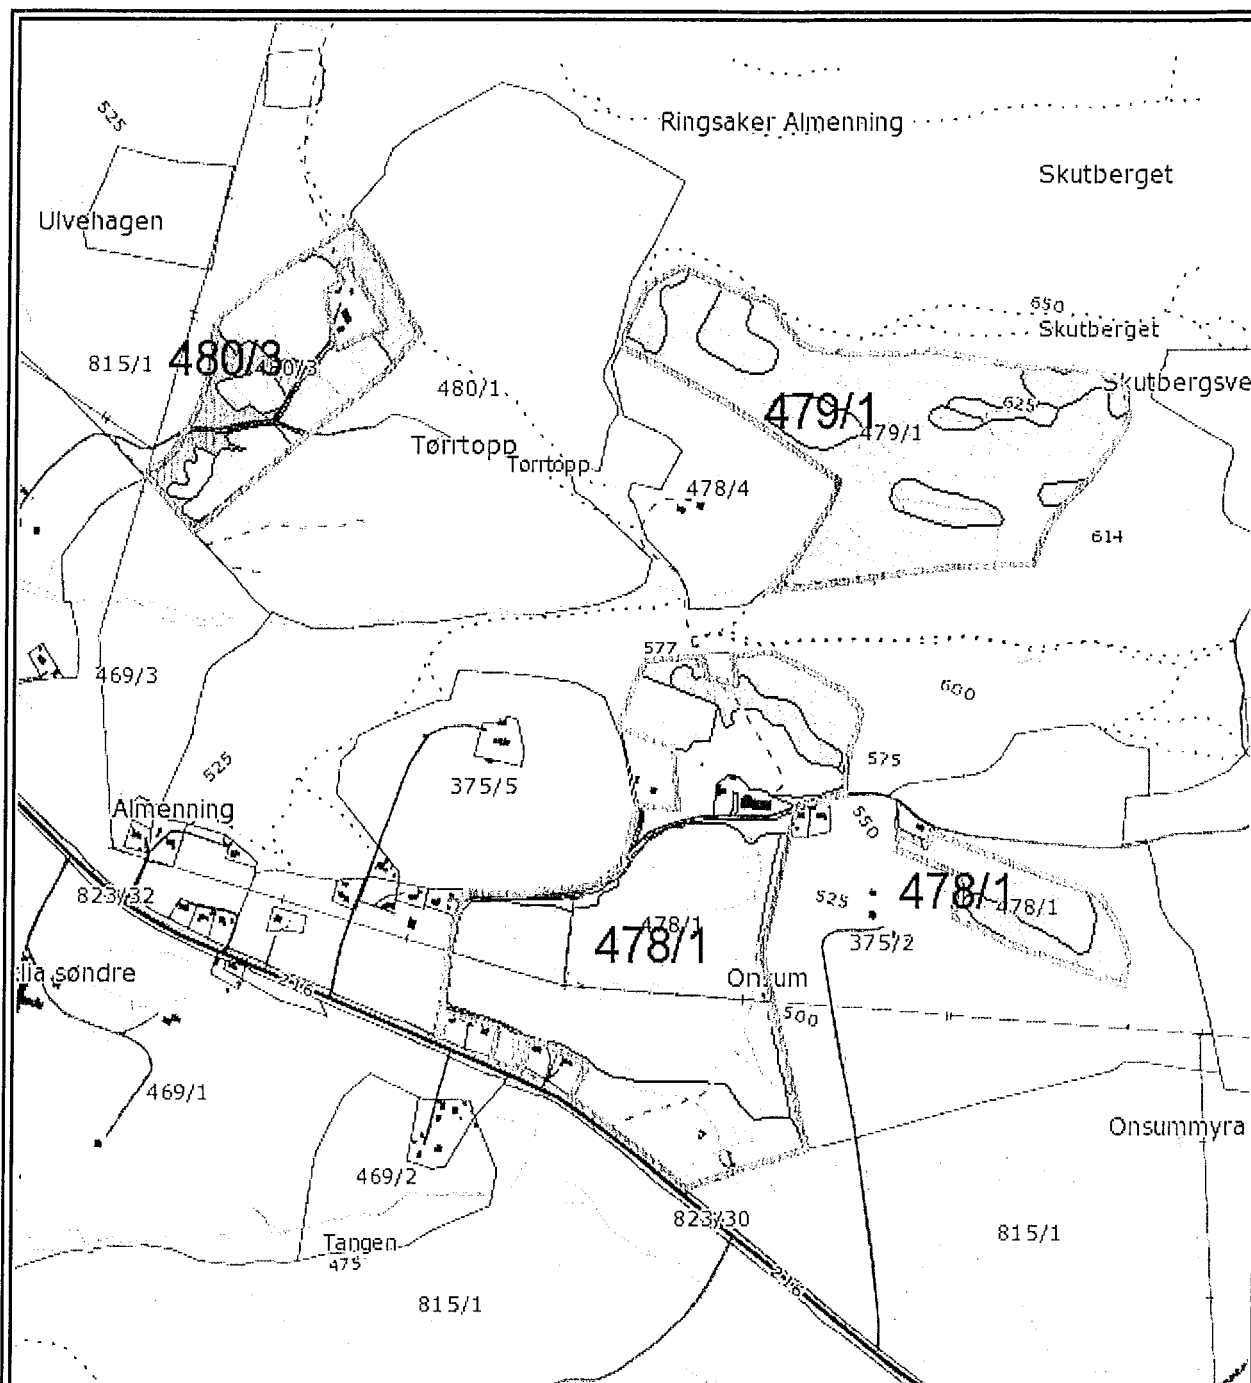 525
Ringsaker Almenning
Skutberget
Ulvehagen
650
Skutberget
815/1
480/3
480/3
480/1
Skutbergsve
625
479/1
479/1
Tørrtopp
Tørrtopp
478/4
614
577
469/3
600
525
575
375/5
Almenning
550
823/32
478/1
525
478/1
478/1
478/1
375/2
lia søndre
Onsum
216
500
469/1
Onsummyra
469/2
823/30
815/1
Tangen
475
216
815/1